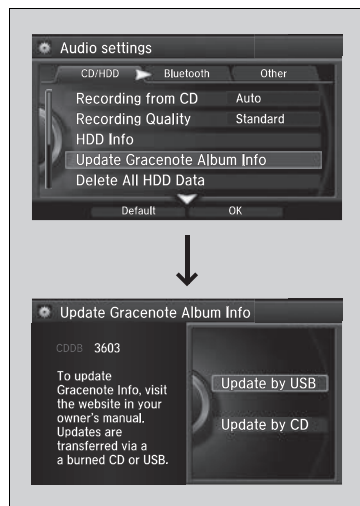 Audio settings
CD/HDD Bluetooth Other
Recording from CD Auto
Recording Quality Standard
HDD Info
Update Gracenote Album Info
Delete All HDD Data
Default OK
Update Gracenote Album Info
CDDB 3603
To update
Gracenote Info, visit
the website in your
owner's manual.
Updates are
transferred via a
a burned CD or USB.
Update by USB
Update by CD